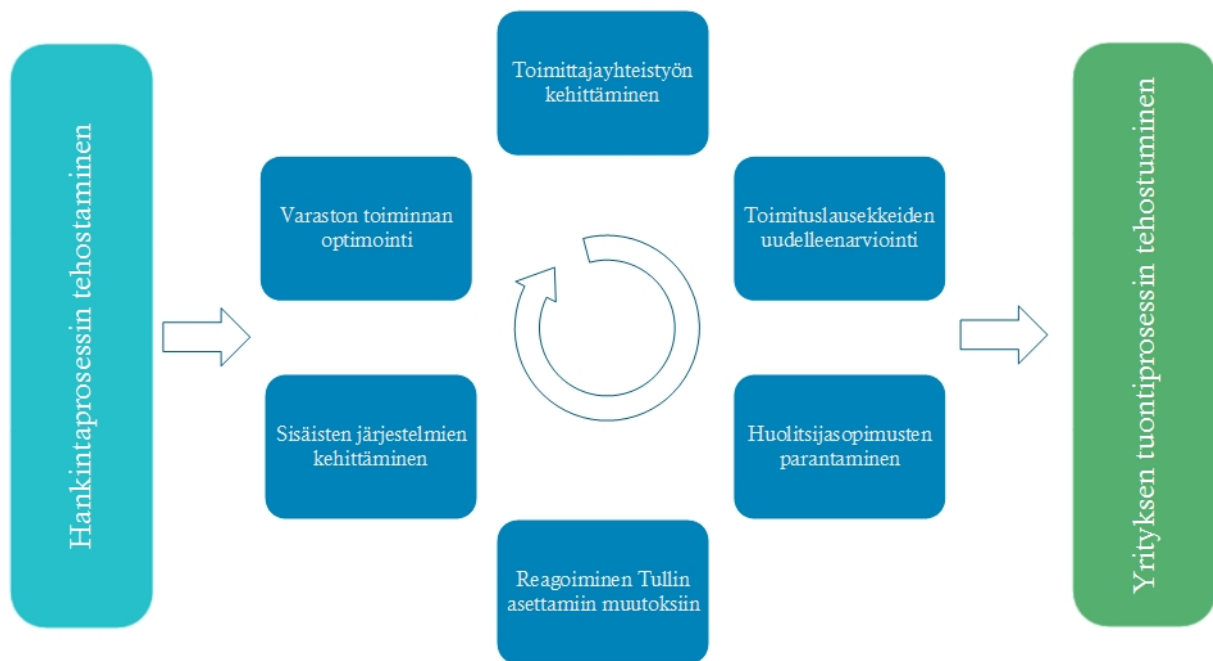 Hankintaprosessin tehostaminen
Toimittajayhteistyön
kehittäminen
Varaston toiminnan
optimointi
Toimituslausekkeiden
uudelleenarviointi
Sisäisten järjestelmien
kehittäminen
Huolitsijasopimusten
parantaminen
Reagoiminen Tullin
asettamiin muutoksiin
Yrityksen tuontiprosessin tehostuminen